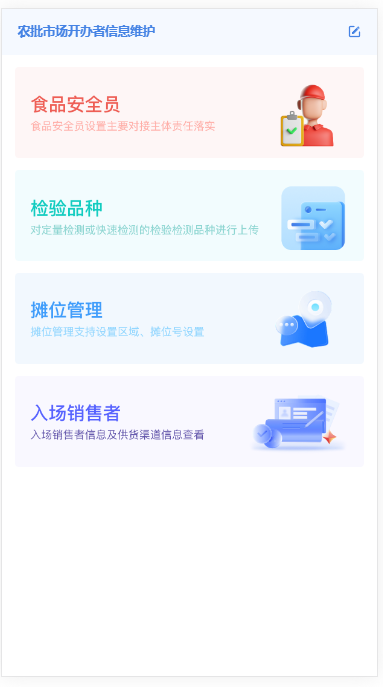 农批市场开办者信息维护
食品安全员
食品安全员设置主要对接主体责任落实
检验品种
对定量检测或快速检测的检验检测品种进行上传
摊位管理
摊位管理支持设置区域、摊位号设置
入场销售者
入场销售者信息及供货渠道信息查看